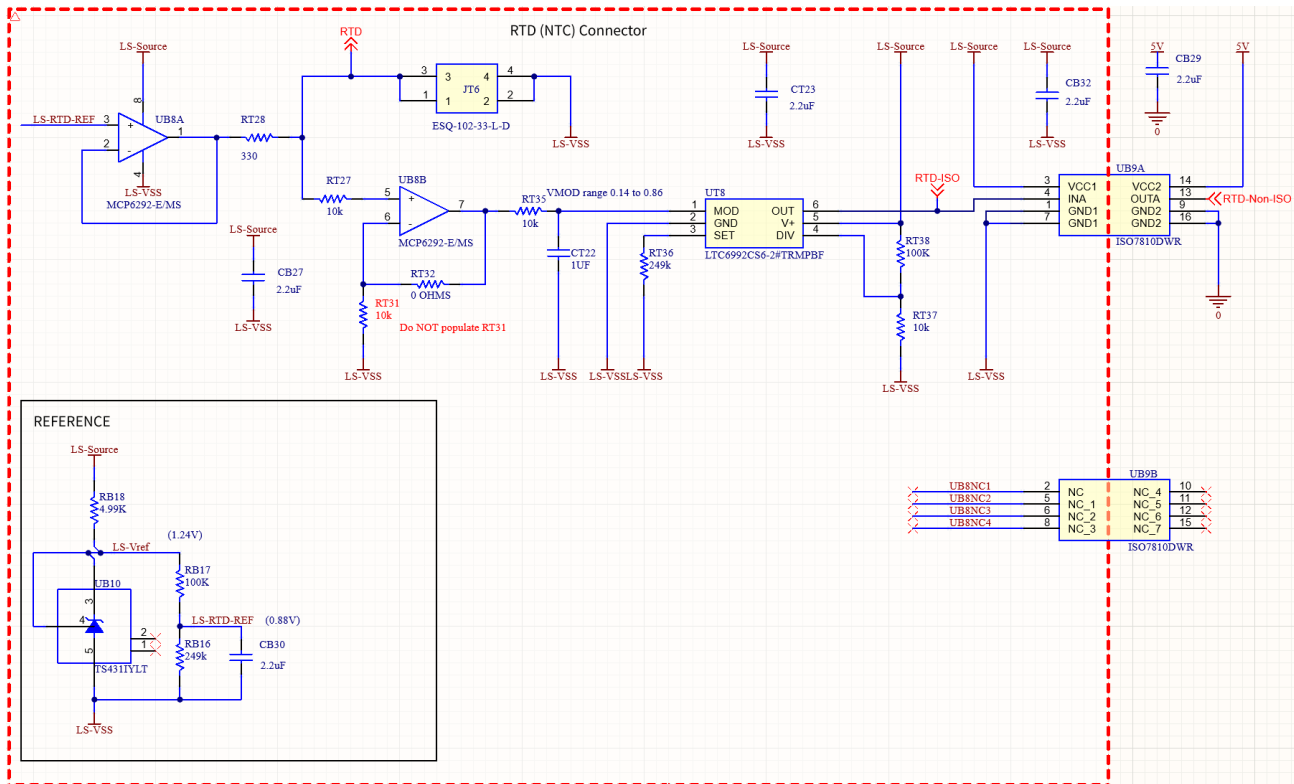 RTD (NTC) Connector
RTD
LS-Source
LS-Source
LS-Source
LS-Source
LS-Source
5V
5V
CB29
2.2uF
0
LS-RTD-REF
3
2
8
4
1
+
-
UB8A
LS-VSS
MCP6292-E/MS
RT28
330
3
1
3
1
4
2
4
2
JT6
ESQ-102-33-L-D
LS-VSS
CT23
2.2uF
LS-VSS
CB32
2.2uF
LS-VSS
RT27
10k
5
6
+
-
UB8B
7
MCP6292-E/MS
RT35
10k
VMOD range 0.14 to 0.86
CT22
1UF
LS-VSS
RT32
0 OHMS
RT31
10k
Do NOT populate RT31
LS-VSS
LS-Source
CB27
2.2uF
LS-VSS
UT8
1 MOD OUT 6
2 GND V+ 5
3 SET DIV 4
LTC6992CS6-2#TRMPBF
RT36
249k
LS-VSS
LS-VSS
RTD-ISO
RT38
100K
RT37
10k
LS-VSS
LS-VSS
UB9A
3 VCC1 VCC2 14
4 INA OUTA 13
1 GND1 GND2 9
7 GND1 GND2 16
ISO7810DWR
RTD-Non-ISO
0
REFERENCE
LS-Source
RB18
4.99K
(1.24V)
LS-Vref
UB10
3
4
5
2
1
TS431IYLT
RB17
100K
LS-RTD-REF (0.88V)
RB16
249k
CB30
2.2uF
LS-VSS
UB9B
UB8NC1 2 NC NC_4 10
UB8NC2 5 NC_1 NC_5 11
UB8NC3 6 NC_2 NC_6 12
UB8NC4 8 NC_3 NC_7 15
ISO7810DWR